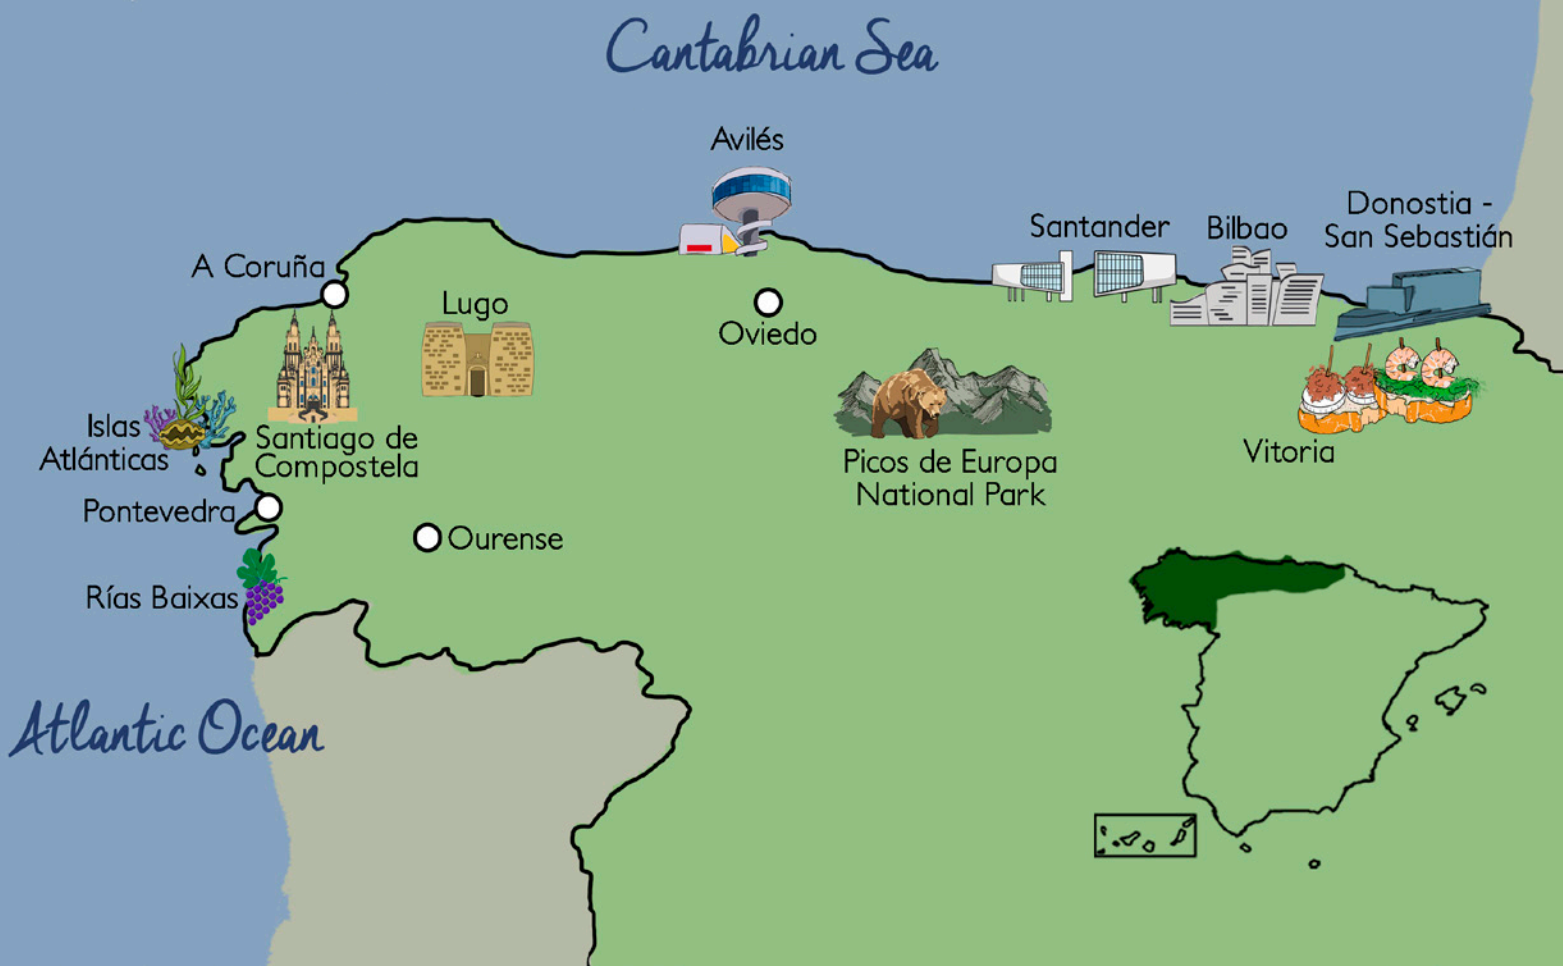 Cantabrian Sea
Avilés
Donostia -
San Sebastián
Santander
Bilbao
A Coruña
Lugo
Oviedo
Islas
Atlánticas
Santiago de
Compostela
Vitoria
Picos de Europa
National Park
Pontevedra
Ourense
Rías Baixas
Atlantic Ocean